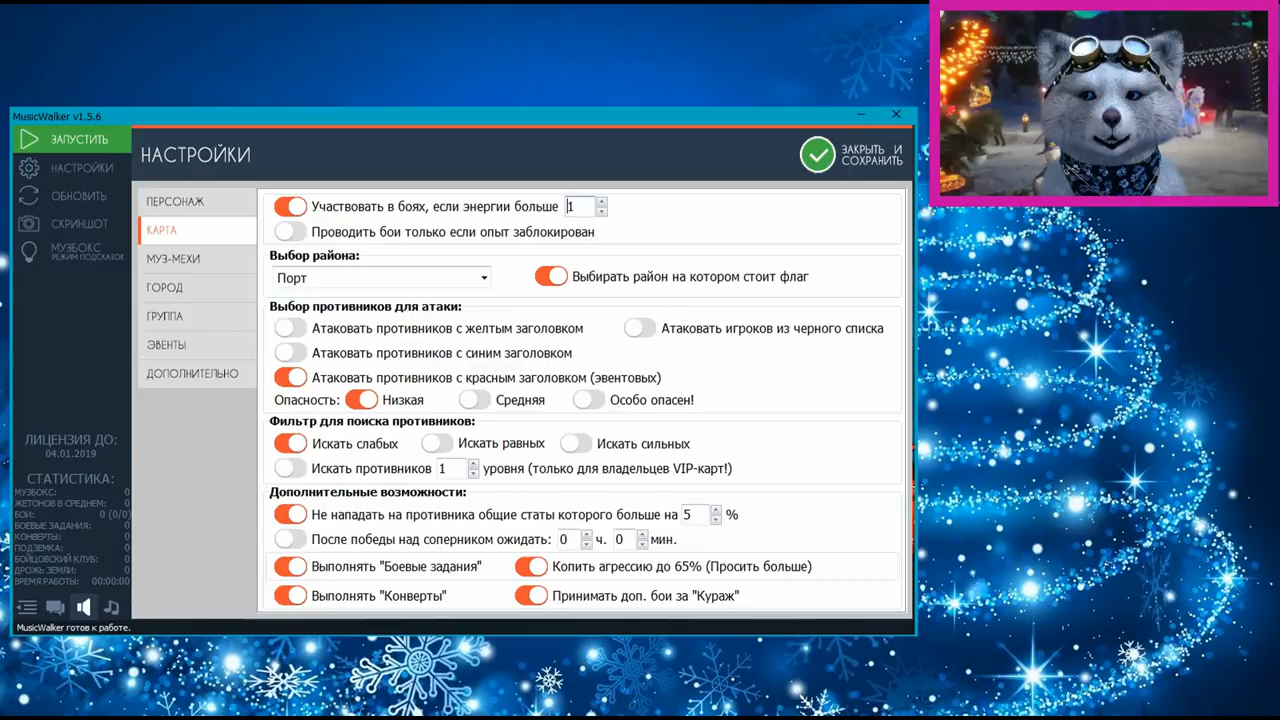 MusicWalker v1.5.6
ЗАПУСТИТЬ
НАСТРОЙКИ
ОБНОВИТЬ
СКРИНШОТ
МУЗБОКС
РЕЖИМ ПОДСКАЗОК
ЛИЦЕНЗИЯ ДО:
04.01.2019
СТАТИСТИКА:
МУЗБОКС: 0
ЖЕТОНОВ В СРЕДНЕМ: 0
БОИ: 0 (0/0)
БОЕВЫЕ ЗАДАНИЯ: 0
КОНВЕРТЫ: 0
ПОДЗЕМКА: 0
БОЙЦОВСКИЙ КЛУБ: 0
ДРОЖЬ ЗЕМЛИ: 0
ВРЕМЯ РАБОТЫ: 00:00:00
MusicWalker готов к работе.
НАСТРОЙКИ
ЗАКРЫТЬ И
СОХРАНИТЬ
ПЕРСОНАЖ
КАРТА
МУЗ-МЕХИ
ГОРОД
ГРУППА
ЭВЕНТЫ
ДОПОЛНИТЕЛЬНО
Участвовать в боях, если энергии больше 1
Проводить бои только если опыт заблокирован
Выбор района:
Порт Выбирать район на котором стоит флаг
Выбор противников для атаки:
Атаковать противников с желтым заголовком Атаковать игроков из черного списка
Атаковать противников с синим заголовком
Атаковать противников с красным заголовком (эвентовых)
Опасность: Низкая Средняя Особо опасен!
Фильтр для поиска противников:
Искать слабых Искать равных Искать сильных
Искать противников 1 уровня (только для владельцев VIP-карт!)
Дополнительные возможности:
Не нападать на противника общие статы которого больше на 5 %
После победы над соперником ожидать: 0 ч. 0 мин.
Выполнять "Боевые задания" Копить агрессию до 65% (Просить больше)
Выполнять "Конверты" Принимать доп. бои за "Кураж"